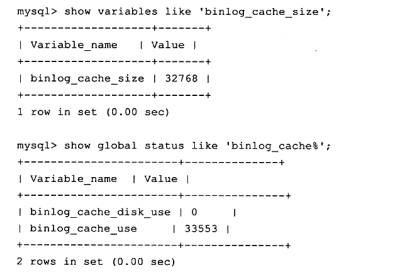 mysql> show variables like 'binlog_cache_size';
+-------------------+-------+
| Variable_name   | Value |
+-------------------+-------+
| binlog_cache_size | 32768 |
+-------------------+-------+
1 row in set (0.00 sec)
mysql> show global status like 'binlog_cache%';
+----------------------+--------------+
| Variable_name  | Value |
+----------------------+---------------+
| binlog_cache_disk_use | 0      |
| binlog_cache_use      | 33553 |
+----------------------+---------------+
2 rows in set (0.00 sec)